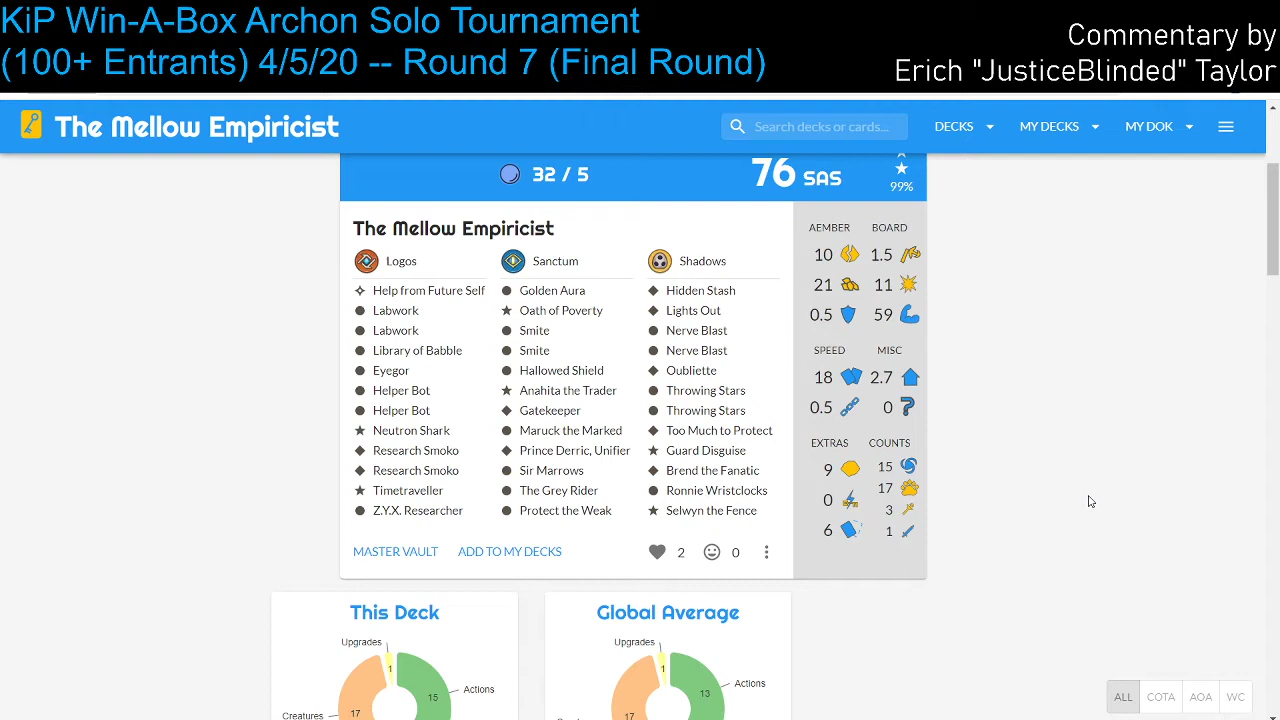 KiP Win-A-Box Archon Solo Tournament
(100+ Entrants) 4/5/20 -- Round 7 (Final Round)
Commentary by
Erich "JusticeBlinded" Taylor
The Mellow Empiricist
Search decks or cards...
DECKS
MY DECKS
MY DOK
32 / 5
76 SAS
99%
The Mellow Empiricist
Logos
Help from Future Self
Labwork
Labwork
Library of Babble
Eyegor
Helper Bot
Helper Bot
Neutron Shark
Research Smoko
Research Smoko
Timetraveller
Z.Y.X. Researcher
Sanctum
Golden Aura
Oath of Poverty
Smite
Smite
Hallowed Shield
Anahita the Trader
Gatekeeper
Maruck the Marked
Prince Derric, Unifier
Sir Marrows
The Grey Rider
Protect the Weak
Shadows
Hidden Stash
Lights Out
Nerve Blast
Nerve Blast
Oubliette
Throwing Stars
Throwing Stars
Too Much to Protect
Guard Disguise
Brend the Fanatic
Ronnie Wristclocks
Selwyn the Fence
MASTER VAULT
ADD TO MY DECKS
2
0
AEMBER
BOARD
10
1.5
21
11
0.5
59
SPEED
MISC
18
2.7
0.5
0
EXTRAS
COUNTS
9
15
17
0
3
6
1
This Deck
Upgrades
1
15
Actions
Creatures
17
Global Average
Upgrades
1
13
Actions
Creatures
17
ALL
COTA
AOA
WC